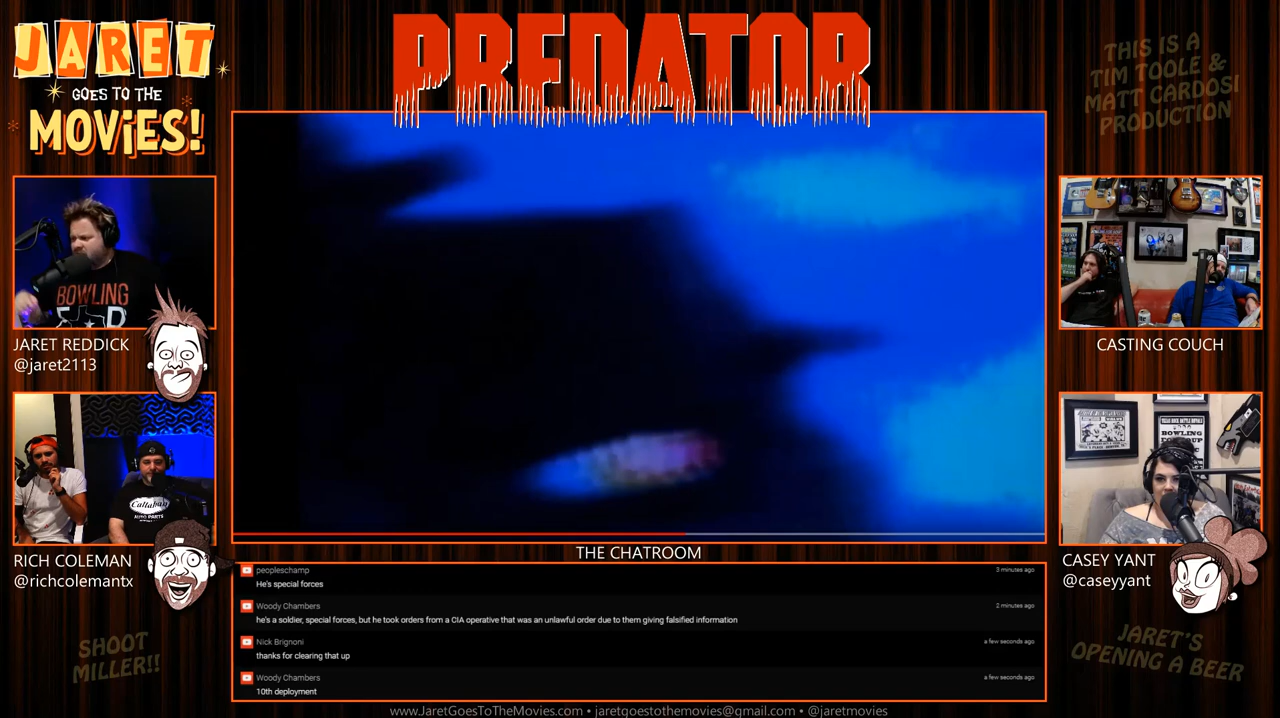 JARET
GOES TO THE
MOVIES!
PREDATOR
THIS IS A
TIM TOOLE &
MATT CARDOSI
PRODUCTION
BOWLING
JARET REDDICK
@jaret2113
CASTING COUCH
Callahan
AUTO PARTS
BOWLING
RICH COLEMAN
@richcolemantx
CASEY YANT
@caseyyant
THE CHATROOM
peopleschamp
3 minutes ago
He's special forces
Woody Chambers
2 minutes ago
he's a soldier, special forces, but he took orders from a CIA operative that was an unlawful order due to them giving falsified information
Nick Brignoni
a few seconds ago
thanks for clearing that up
Woody Chambers
a few seconds ago
10th deployment
SHOOT
MILLER!!
JARET'S
OPENING A BEER
www.JaretGoesToTheMovies.com • jaretgoestothemovies@gmail.com • @jaretmovies